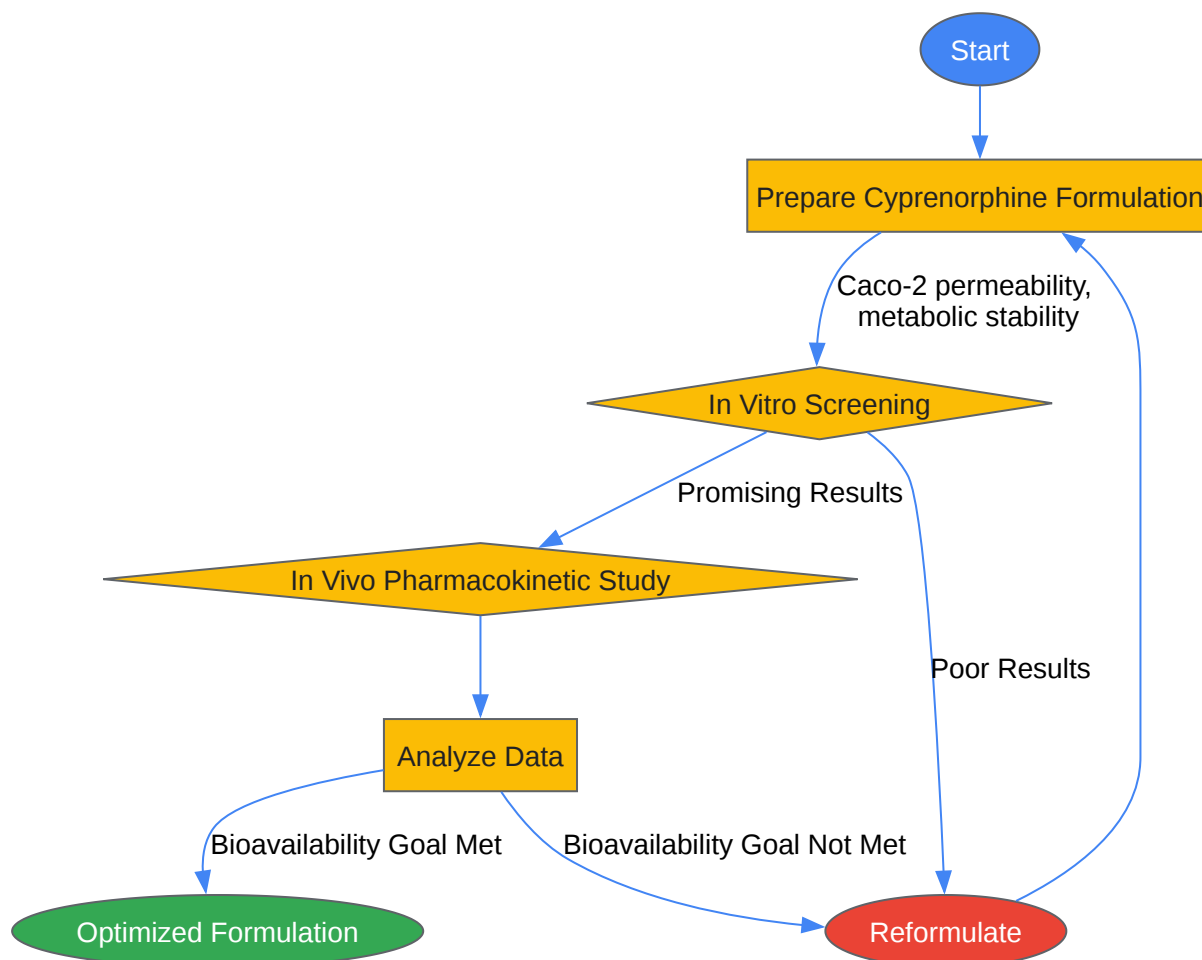 Start
Prepare Cyprenorphine Formulation
Caco-2 permeability,
metabolic stability
In Vitro Screening
Promising Results
In Vivo Pharmacokinetic Study
Poor Results
Analyze Data
Bioavailability Goal Met
Bioavailability Goal Not Met
Optimized Formulation
Reformulate